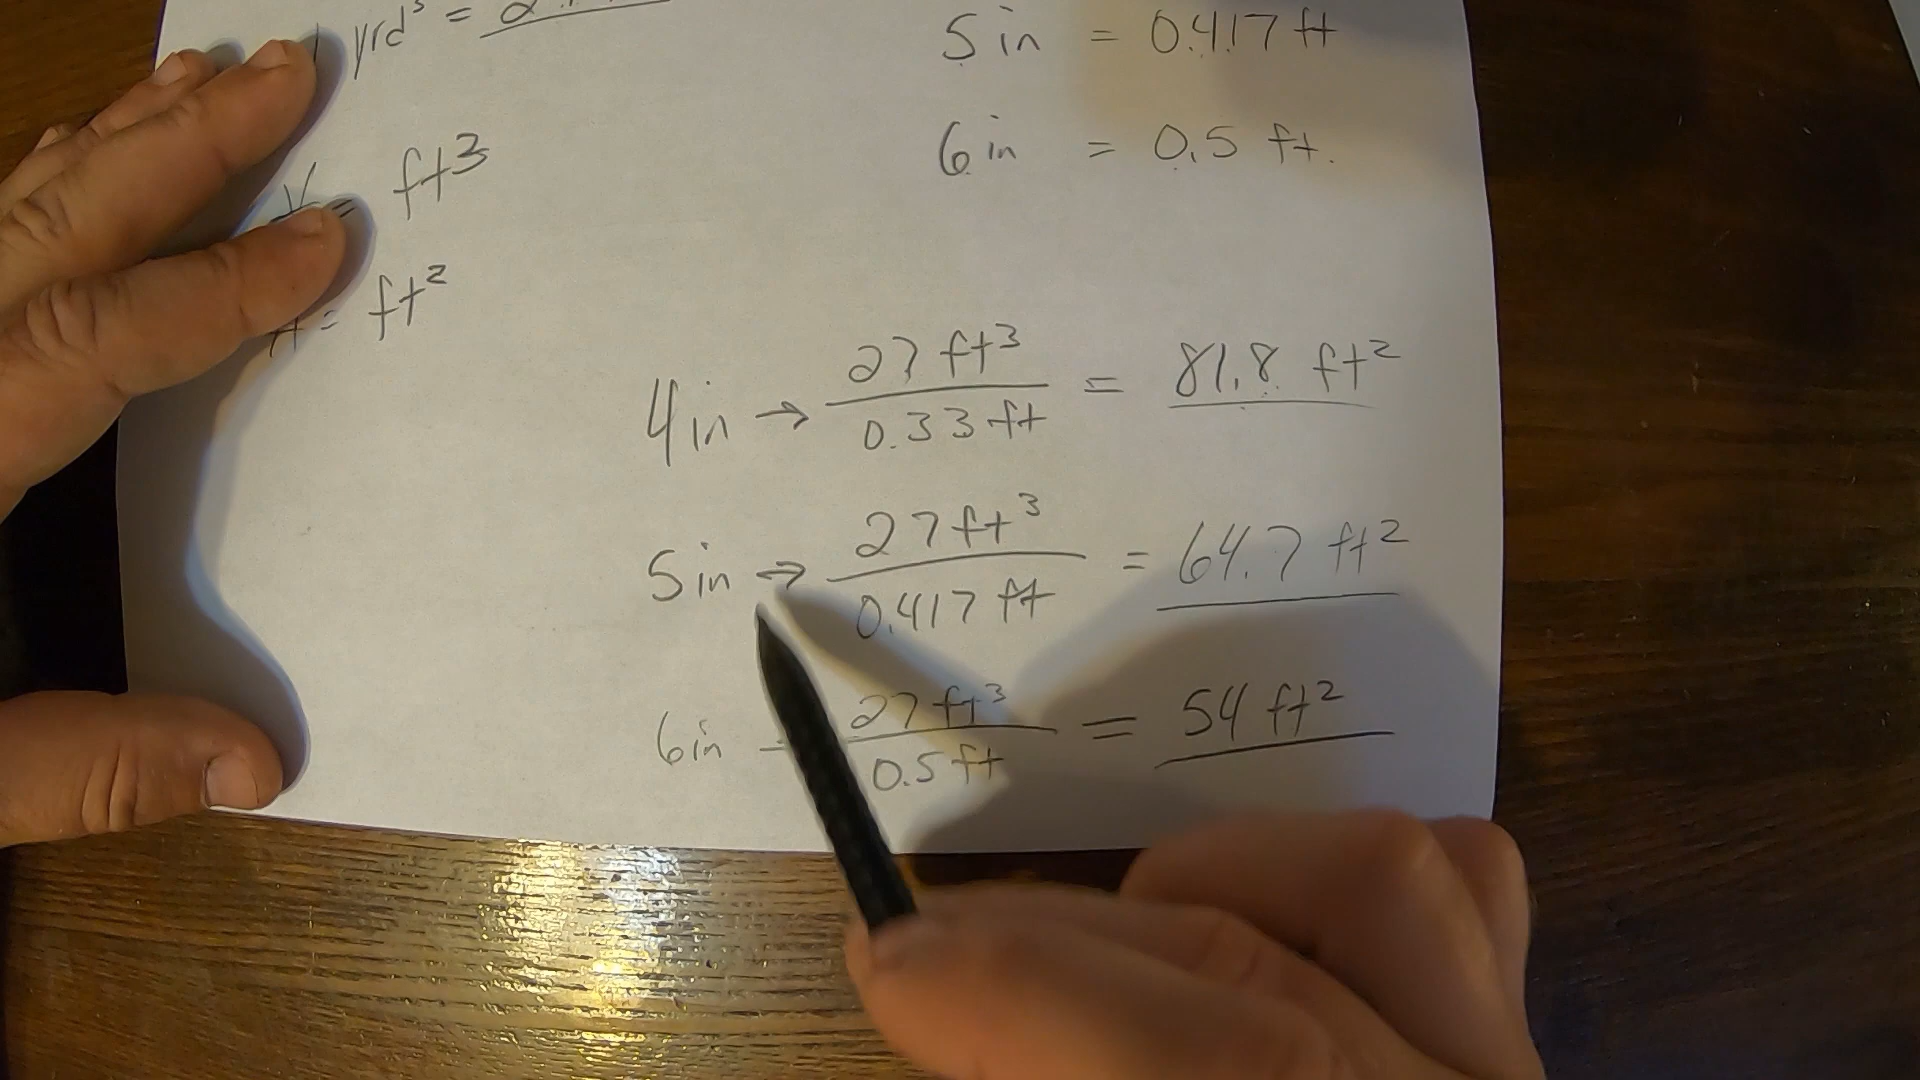 yrd³ =
5 in = 0.417 ft
6 in = 0.5 ft.
V = ft³
A = ft²
4 in → 27 ft³ / 0.33 ft = 81.8 ft²
5 in → 27 ft³ / 0.417 ft = 64.7 ft²
6 in 27 ft³ / 0.5 ft = 54 ft²